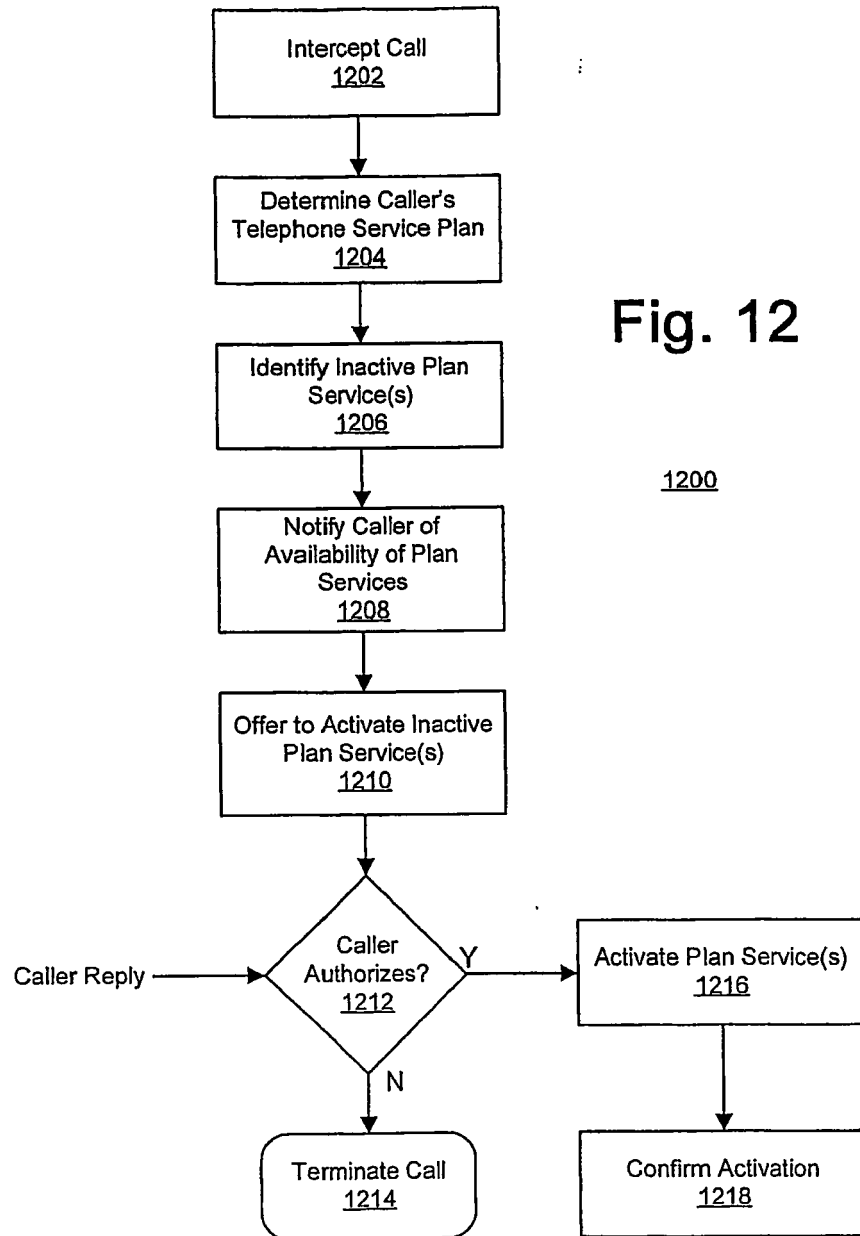 Intercept Call
1202
Determine Caller's
Telephone Service Plan
1204
Fig. 12
Identify Inactive Plan
Service(s)
1206
1200
Notify Caller of
Availability of Plan
Services
1208
Offer to Activate Inactive
Plan Service(s)
1210
Caller Reply
Caller
Authorizes?
1212
Y
Activate Plan Service(s)
1216
N
Terminate Call
1214
Confirm Activation
1218